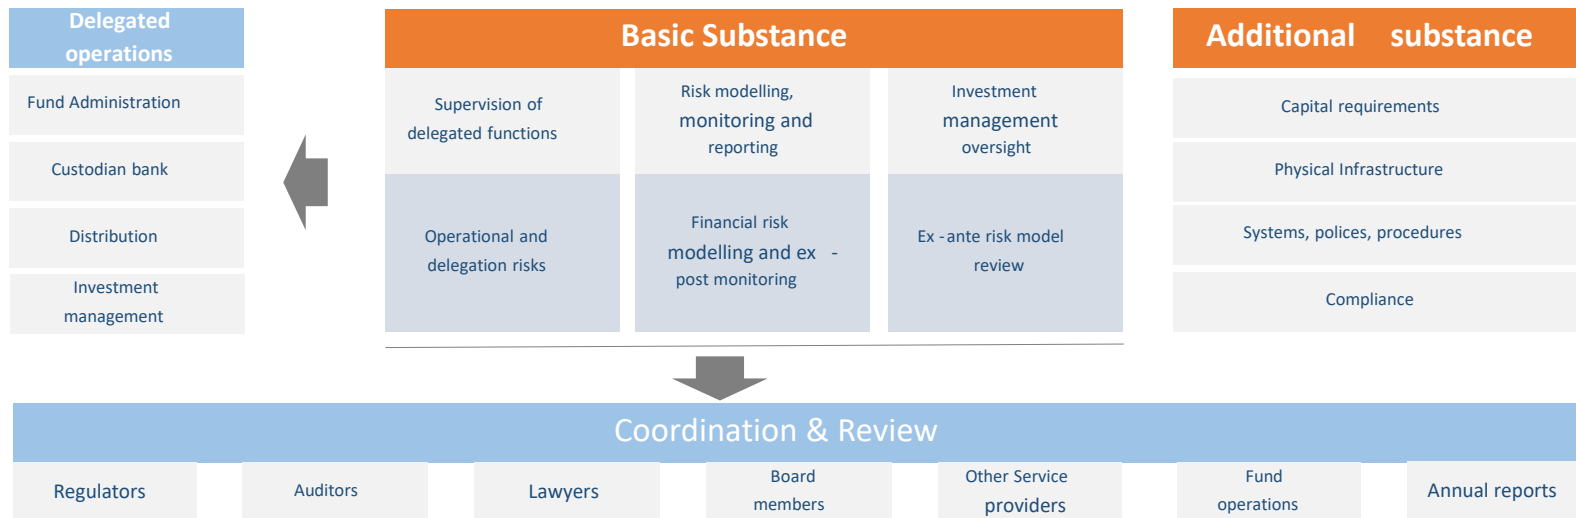 Delegated
operations
Fund Administration
Custodian bank
Distribution
Investment
management
Basic Substance
Supervision of
delegated functions
Risk modelling,
monitoring and
reporting
Investment
management
oversight
Operational and
delegation risks
Financial risk
modelling and ex -
post monitoring
Ex - ante risk model
review
Additional substance
Capital requirements
Physical Infrastructure
Systems, polices, procedures
Compliance
Coordination & Review
Regulators
Auditors
Lawyers
Board
members
Other Service
providers
Fund
operations
Annual reports